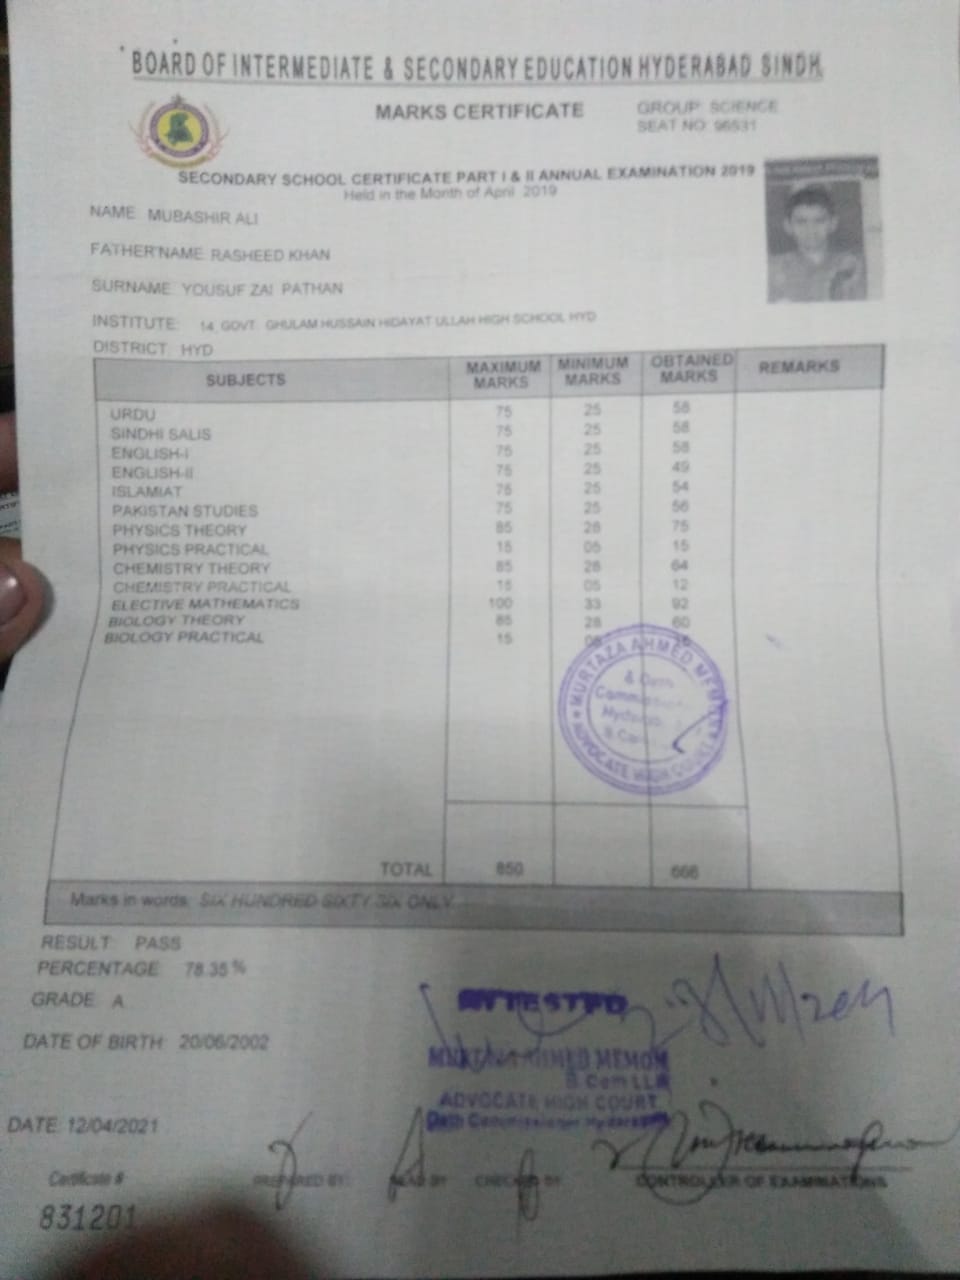 BOARD OF INTERMEDIATE & SECONDARY EDUCATION HYDERABAD SINDH
MARKS CERTIFICATE
GROUP: SCIENCE
SEAT NO: 96531
SECONDARY SCHOOL CERTIFICATE PART I & II ANNUAL EXAMINATION 2019
Held in the Month of April 2019
NAME: MUBASHIR ALI
FATHER'NAME: RASHEED KHAN
SURNAME: YOUSUF ZAI PATHAN
INSTITUTE: 14 GOVT. GHULAM HUSSAIN HIDAYAT ULLAH HIGH SCHOOL HYD
DISTRICT: HYD
SUBJECTS MAXIMUM MARKS MINIMUM MARKS OBTAINED MARKS REMARKS
URDU 75 25 58
SINDHI SALIS 75 25 58
ENGLISH-I 75 25 58
ENGLISH-II 75 25 49
ISLAMIAT 75 25 54
PAKISTAN STUDIES 75 25 56
PHYSICS THEORY 85 28 75
PHYSICS PRACTICAL 15 05 15
CHEMISTRY THEORY 85 28 64
CHEMISTRY PRACTICAL 15 05 12
ELECTIVE MATHEMATICS 100 33 92
BIOLOGY THEORY 85 28 60
BIOLOGY PRACTICAL 15
MURTAZA AHMED MEMON
& Oath
ADVOCATE HIGH COURT
TOTAL 850 666
Marks in words: SIX HUNDRED SIXTY SIX ONLY
RESULT: PASS
PERCENTAGE: 78.35 %
GRADE: A
DATE OF BIRTH: 20/06/2002
ATTESTED
MURTAZA AHMED MEMON
B.Com LLB
ADVOCATE HIGH COURT
Oath Commissioner Hyderabad
DATE: 12/04/2021
Certificate #
831201
PREPARED BY:
READ BY
CHECKED BY
CONTROLLER OF EXAMINATIONS